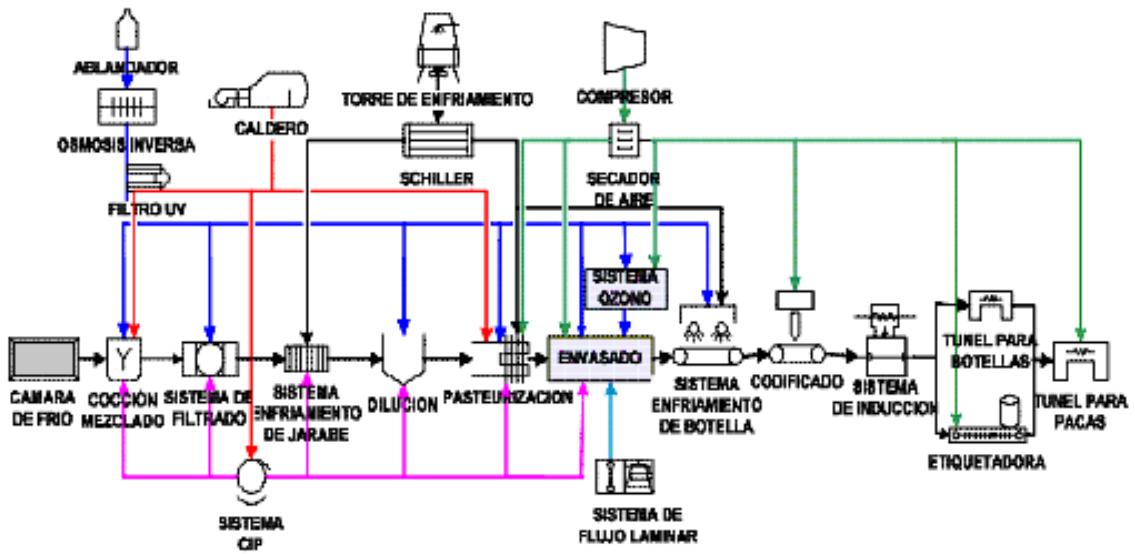 ABLANDADOR
OSMOSIS INVERSA
FILTRO UV
CALDERO
TORRE DE ENFRIAMIENTO
SCHILLER
COMPRESOR
SECADOR
DE AIRE
SISTEMA
OZONO
CAMARA
DE FRIO
COCCIÓN
MEZCLADO
SISTEMA DE
FILTRADO
SISTEMA
ENFRIAMIENTO
DE JARABE
DILUCION
PASTEURIZACION
ENVASADO
SISTEMA
ENFRIAMIENTO
DE BOTELLA
CODIFICADO
SISTEMA
DE INDUCCION
TUNEL PARA
BOTELLAS
TUNEL PARA
PACAS
ETIQUETADORA
SISTEMA
CIP
SISTEMA DE
FLUJO LAMINAR